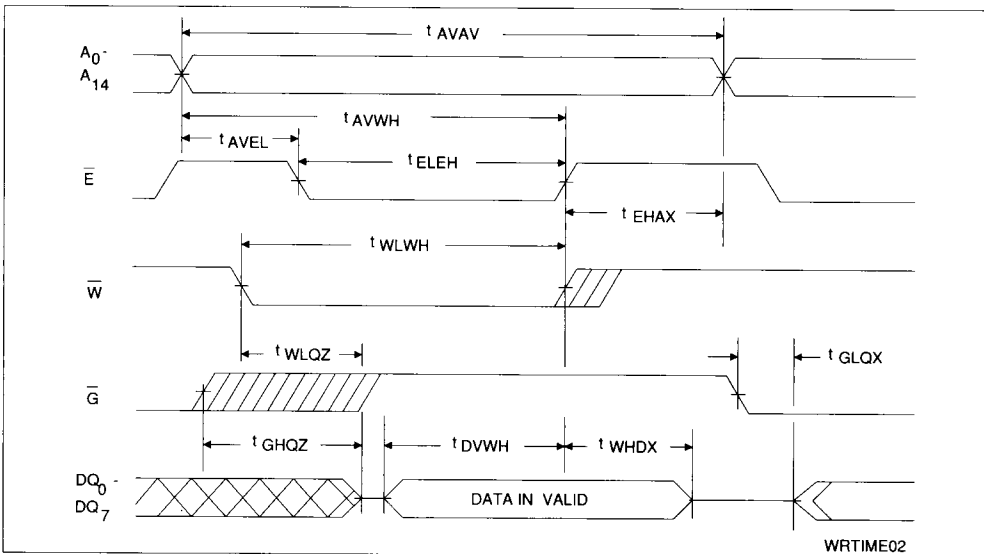 t AVAV
A0-
A14
t AVWH
t AVEL
t ELEH
E
t EHAX
t WLWH
W
t WLQZ
t GLQX
G
t GHQZ
t DVWH
t WHDX
DQ0-
DQ7
DATA IN VALID
WRTIME02